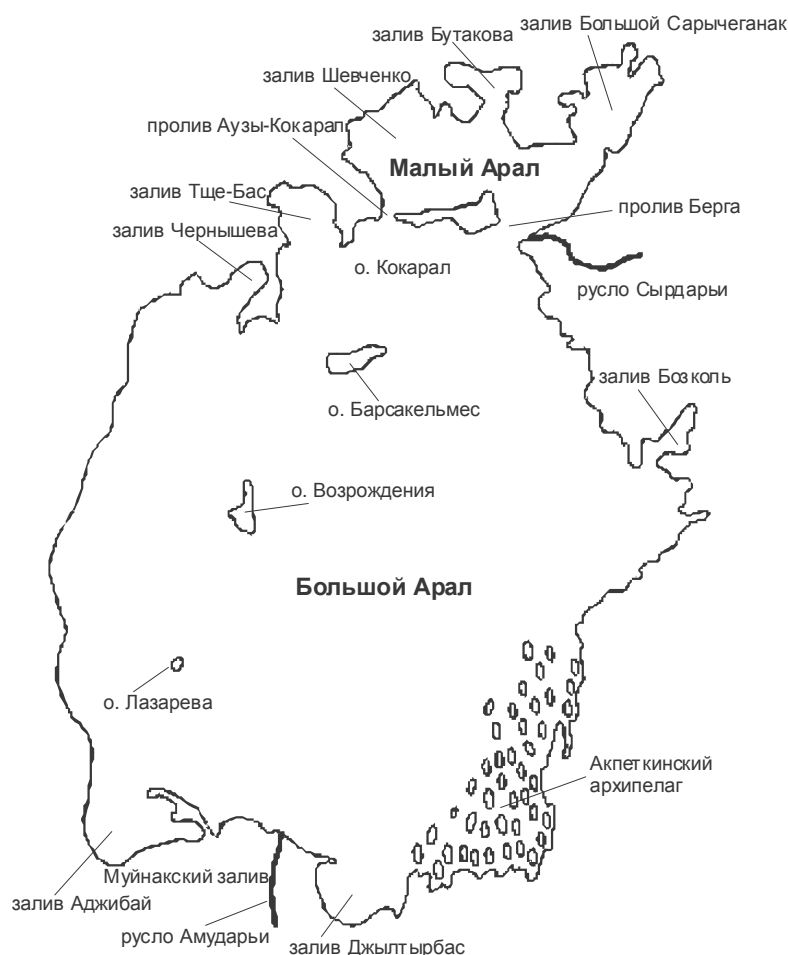 залив Большой Сарычеганак
залив Бутакова
залив Шевченко
пролив Аузы-Кокарал
Малый Арал
залив Тще-Бас
пролив Берга
залив Чернышева
о. Кокарал
русло Сырдарьи
залив Бозколь
о. Барсакельмес
о. Возрождения
Большой Арал
о. Лазарева
Акпеткинский
архипелаг
Муйнакский залив
залив Аджибай
русло Амударьи
залив Джылтырбас